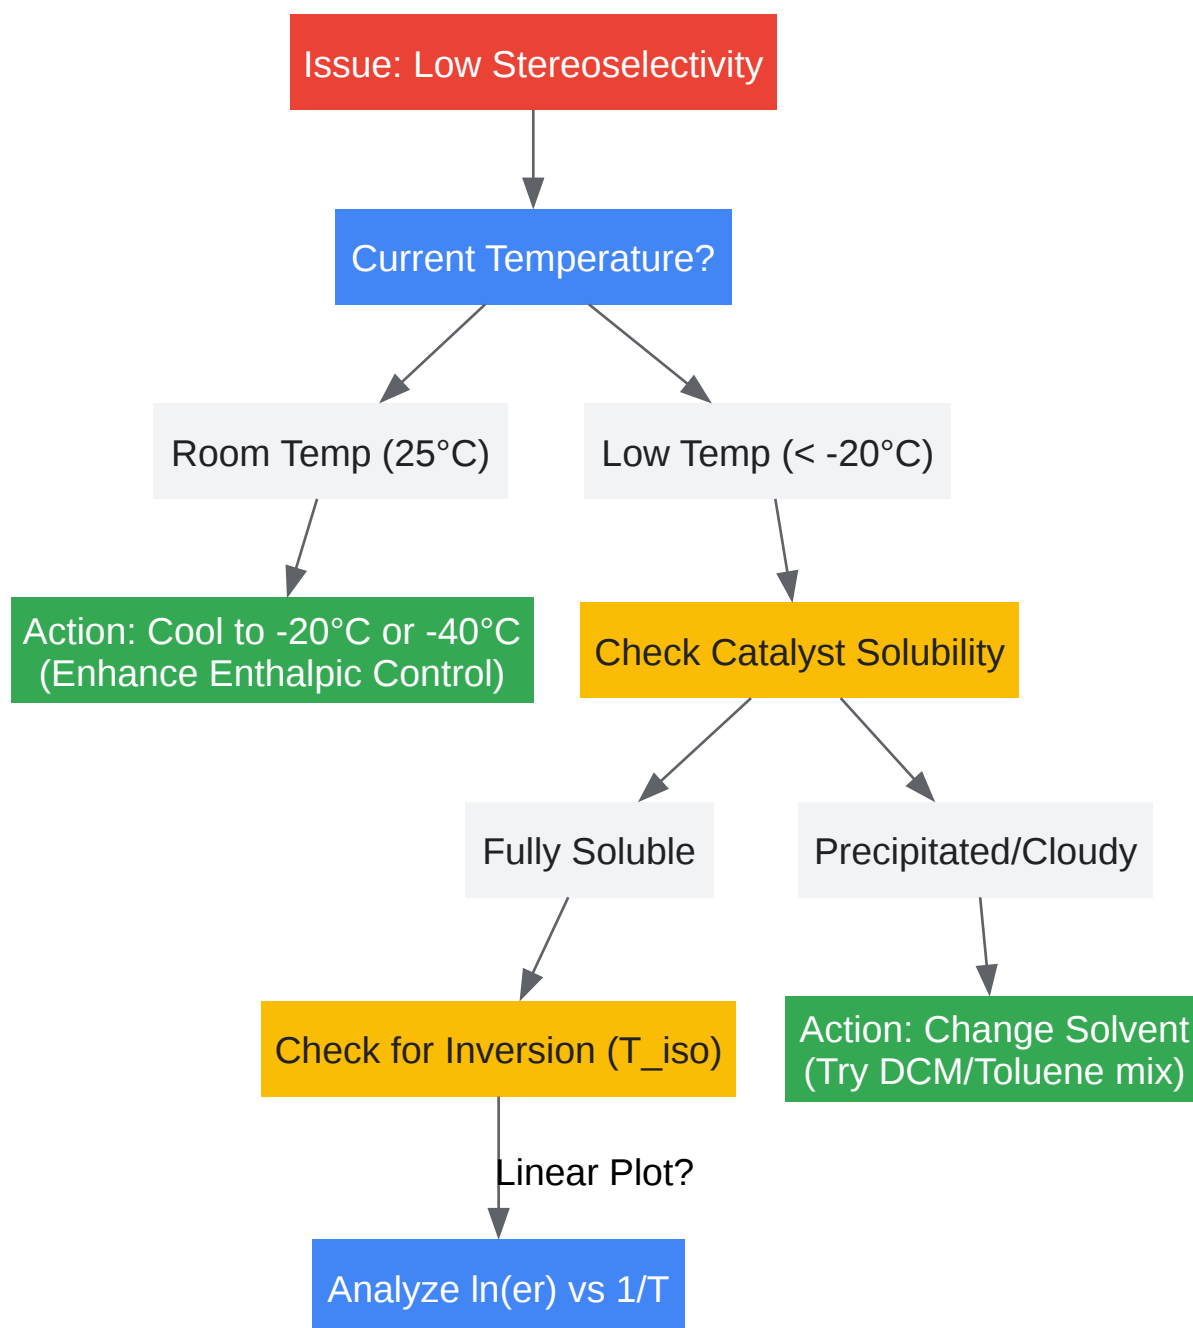 Issue: Low Stereoselectivity
Current Temperature?
Room Temp (25°C)
Low Temp (< -20°C)
Action: Cool to -20°C or -40°C
(Enhance Enthalpic Control)
Check Catalyst Solubility
Fully Soluble
Precipitated/Cloudy
Check for Inversion (T_iso)
Action: Change Solvent
(Try DCM/Toluene mix)
Linear Plot?
Analyze ln(er) vs 1/T